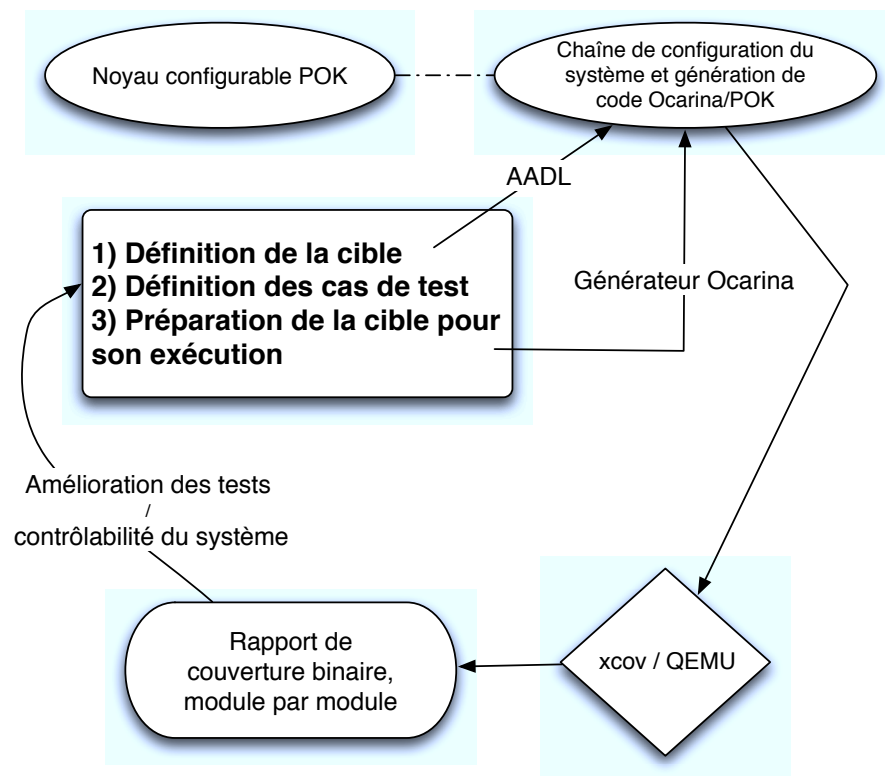 Noyau configurable POK
Chaîne de configuration du
système et génération de
code Ocarina/POK
AADL
1) Définition de la cible
2) Définition des cas de test
3) Préparation de la cible pour
son exécution
Générateur Ocarina
Amélioration des tests
/
contrôlabilité du système
Rapport de
couverture binaire,
module par module
xcov / QEMU